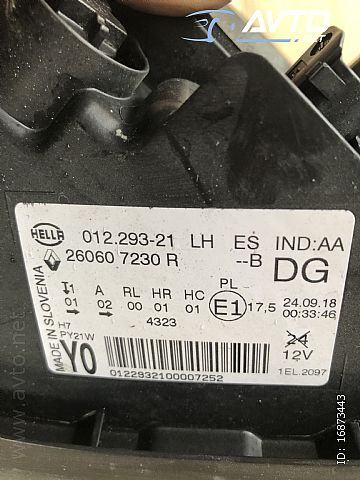 AVTO
HELLA 012.293-21 LH ES IND:AA
26060 7230 R --B DG
1 A RL HR HC PL
01 02 00 01 01 E1 17,5 24.09.18
4323 00:33:46
H7
PY21W
24
12V
YO
MADE IN SLOVENIA
0122932100007252
1EL.2097
www.avto.net
ID: 16873443